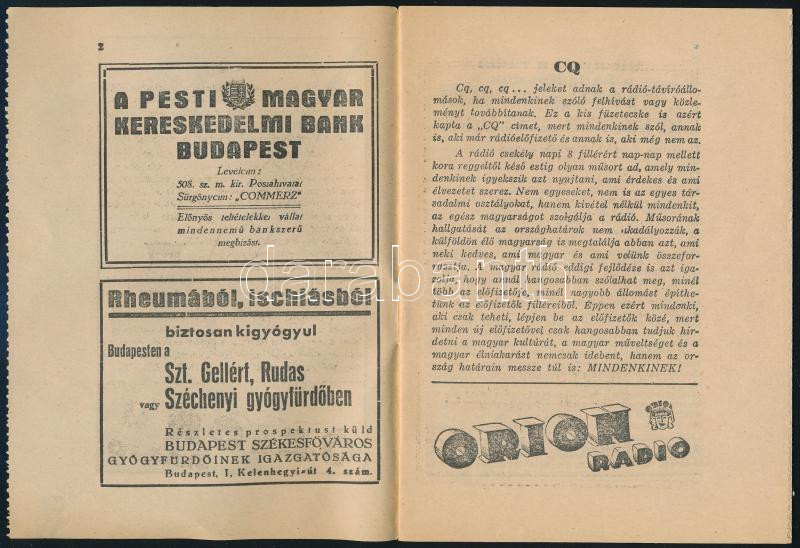 2
A PESTI MAGYAR
KERESKEDELMI BANK
BUDAPEST
Levélcím:
508. sz. m. kir. Postahivatal
Sürgönycím: „COMMERZ"
Előnyös feltételekkel vállal
mindennemű bankszerű
megbízást.
Rheumából, ischiásból
biztosan kigyógyul
Budapesten a
Szt. Gellért, Rudas
vagy Széchenyi gyógyfürdőben
Részletes prospektust küld
BUDAPEST SZÉKESFŐVÁROS
GYÓGYFÜRDŐINEK IGAZGATÓSÁGA
Budapest, I, Kelenhegyi-út 4. szám.
CQ
Cq, cq, cq... jeleket adnak a rádió-távíróállo-
mások, ha mindenkinek szóló felhívást vagy közle-
ményt továbbítanak. Ez a kis füzetecske is azért
kapta a „CQ" címet, mert mindenkinek szól, annak
is, aki már rádióelőfizető és annak is, aki még nem az.
A rádió csekély napi 8 fillérért nap-nap mellett
kora reggeltől késő estig olyan műsort ad, amely min-
denkinek igyekszik azt nyujtani, ami érdekes és ami
élvezetet szerez. Nem egyeseket, nem is egyes tár-
sadalmi osztályokat, hanem kivétel nélkül mindenkit,
az egész magyarságot szolgálja a rádió. Műsorának
hallgatását az országhatárok nem akadályozzák, a
külföldön élő magyarság is megtalálja abban azt, ami
neki kedves, ami magyar és ami velünk összefor-
rasztja. A magyar rádió eddigi fejlődése is azt iga-
zolja, hogy annál hangosabban szólalhat meg, minél
több az előfizetője, minél nagyobb állomást építhe-
tünk az előfizetők filléreiből. Éppen ezért mindenki,
aki csak teheti, lépjen be az előfizetők közé, mert
minden új előfizetővel csak hangosabban tudjuk hir-
detni a magyar kultúrát, a magyar műveltséget és a
magyar élniakarást nemcsak idebent, hanem az or-
szág határain messze túl is: MINDENKINEK!
ORION
RADIO
ORION
darabanth